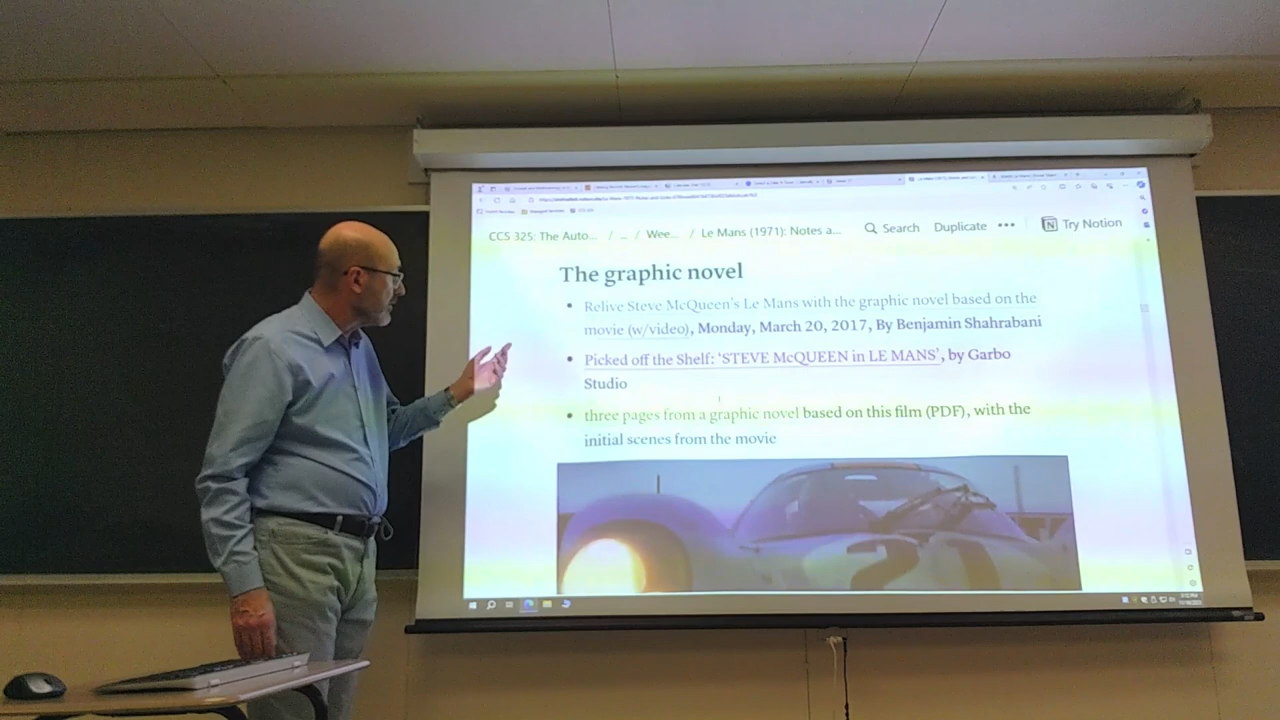 CCS 325: The Auto... / ... / Wee... / Le Mans (1971): Notes a... Search Duplicate ••• Try Notion
The graphic novel
• Relive Steve McQueen's Le Mans with the graphic novel based on the
movie (w/video), Monday, March 20, 2017, By Benjamin Shahrabani
• Picked off the Shelf: 'STEVE McQUEEN in LE MANS', by Garbo
Studio
• three pages from a graphic novel based on this film (PDF), with the
initial scenes from the movie